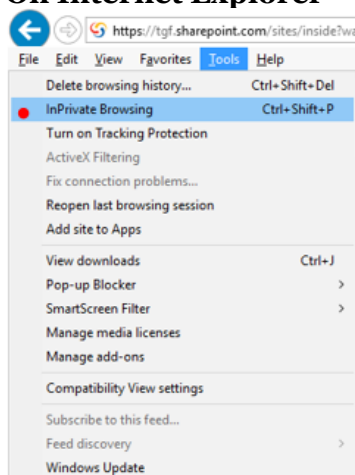 On Internet Explorer
https://tgf.sharepoint.com/sites/inside?wa
File Edit View Favorites Tools Help
Delete browsing history... Ctrl+Shift+Del
InPrivate Browsing Ctrl+Shift+P
Turn on Tracking Protection
ActiveX Filtering
Fix connection problems...
Reopen last browsing session
Add site to Apps
View downloads Ctrl+J
Pop-up Blocker >
SmartScreen Filter >
Manage media licenses
Manage add-ons
Compatibility View settings
Subscribe to this feed...
Feed discovery >
Windows Update